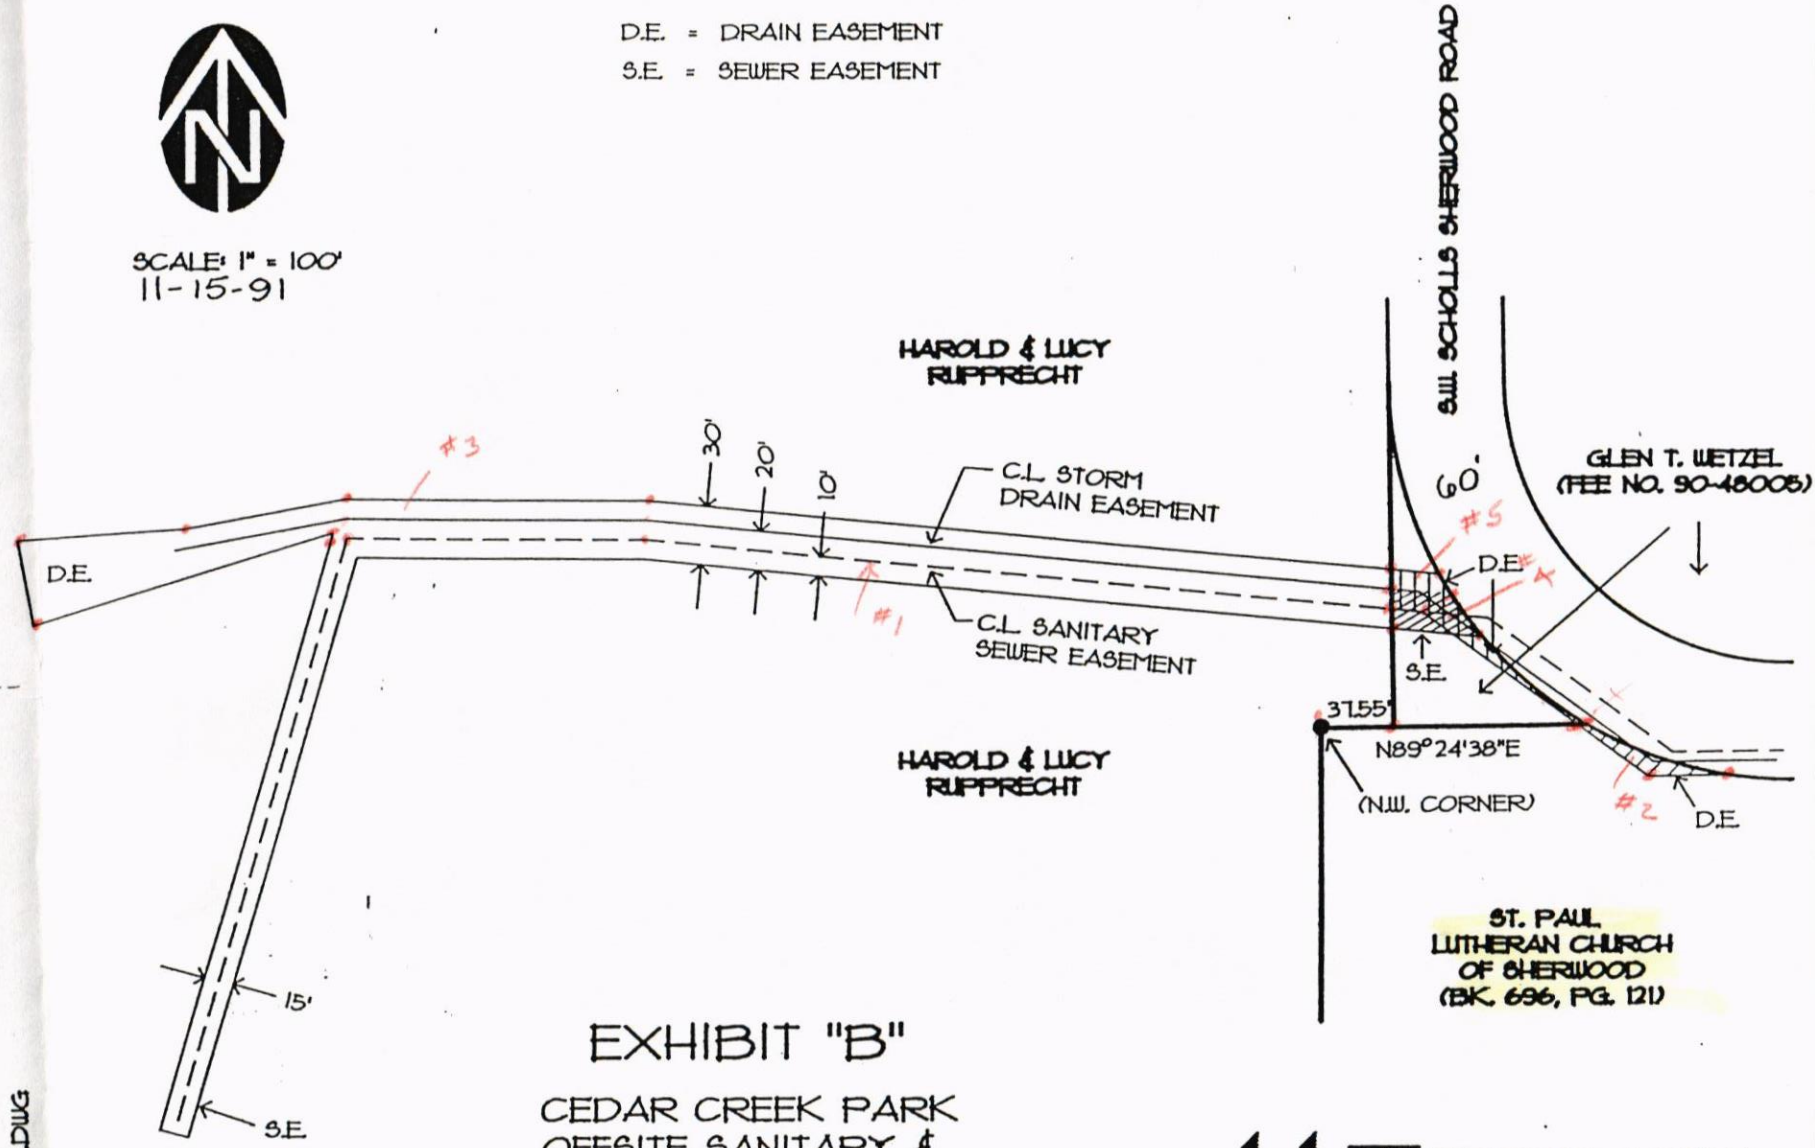 D.E. = DRAIN EASEMENT
S.E. = SEWER EASEMENT
N
SCALE: 1" = 100'
11-15-91
S.W. SCHOLLS SHERWOOD ROAD
HAROLD & LUCY
RUPPRECHT
60'
GLEN T. WETZEL
(FEE NO. 90-48005)
#3
30'
20'
10'
C.L. STORM
DRAIN EASEMENT
#5
D.E.
#4
D.E.
#1
C.L. SANITARY
SEWER EASEMENT
S.E.
37.55'
N89°24'38"E
(N.W. CORNER)
HAROLD & LUCY
RUPPRECHT
#2
D.E.
ST. PAUL
LUTHERAN CHURCH
OF SHERWOOD
(BK. 696, PG. 121)
15'
S.E.
EXHIBIT "B"
CEDAR CREEK PARK
OFFSITE SANITARY &